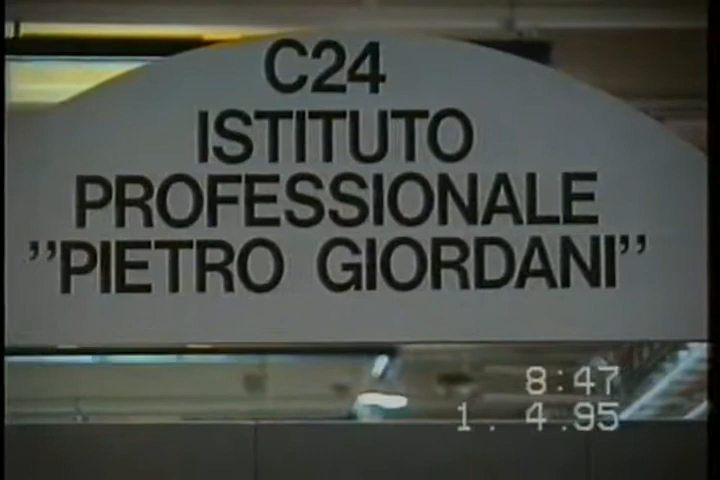 C24
ISTITUTO
PROFESSIONALE
”PIETRO GIORDANI”
8:47
1. 4.95